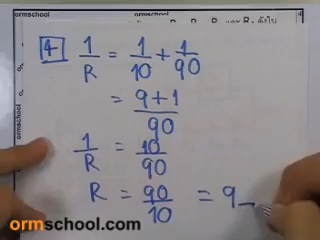 ormschool
ormschool
ormschool
4 1/R = 1/10 + 1/90
= 9+1/90
1/R = 10/90
R = 90/10 = 9
ormschool.com